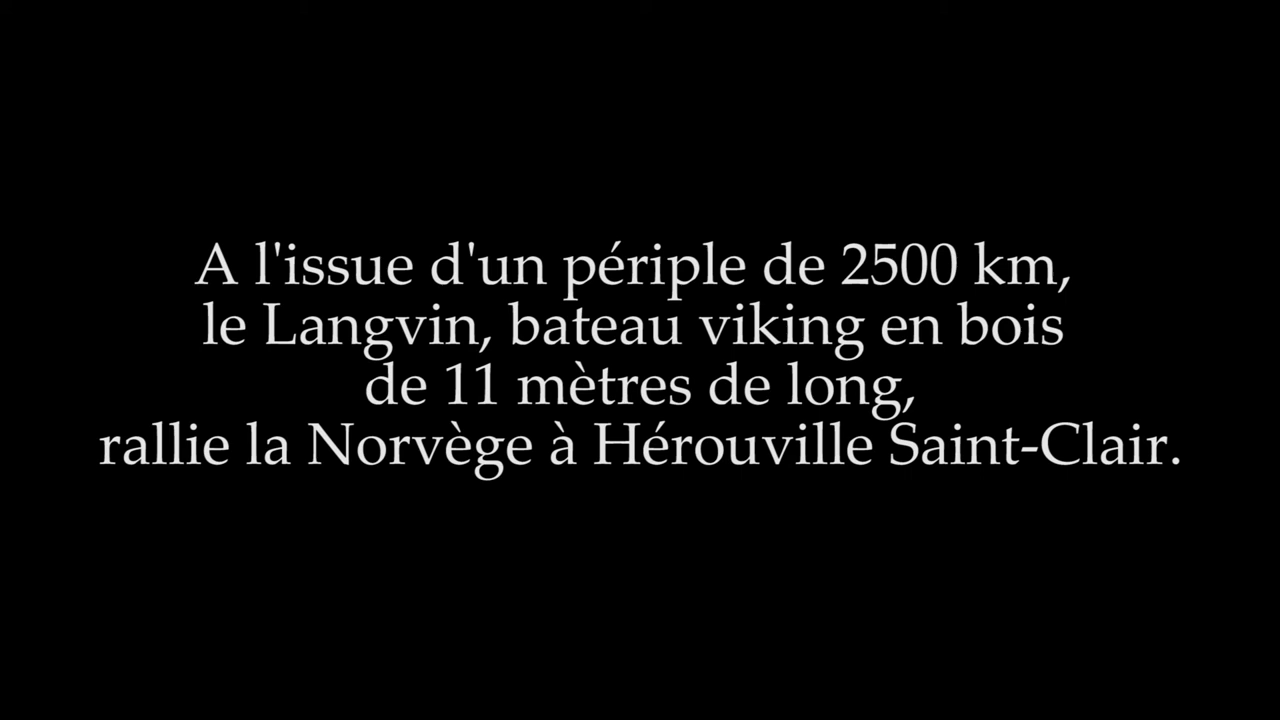 A l'issue d'un périple de 2500 km,
le Langvin, bateau viking en bois
de 11 mètres de long,
rallie la Norvège à Hérouville Saint-Clair.